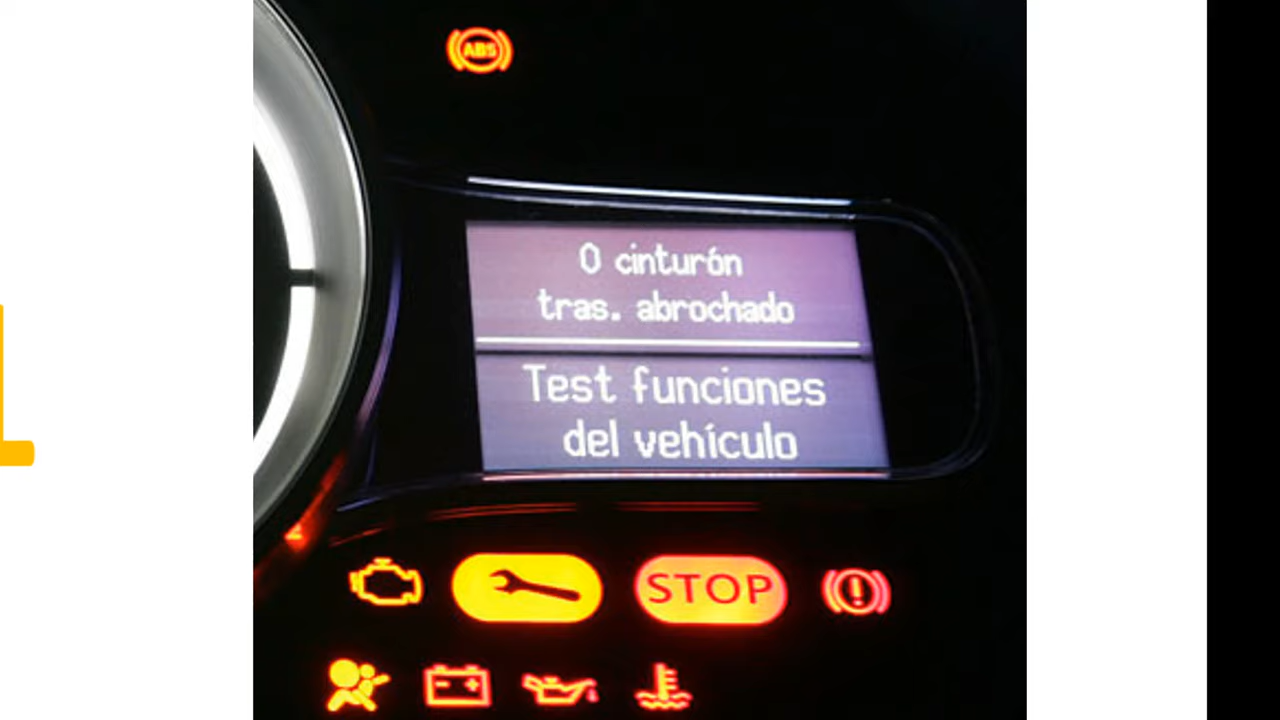 ABS
0 cinturón
tras. abrochado
Test funciones
del vehículo
STOP